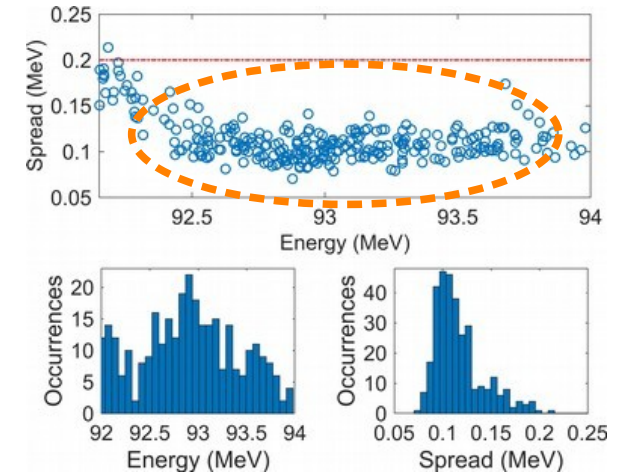 0.25
0.2
0.15
0.1
0.05
Spread (MeV)
92.5 93 93.5 94
Energy (MeV)
20
15
10
5
0
Occurrences
92 92.5 93 93.5 94
Energy (MeV)
40
30
20
10
0
Occurrences
0.05 0.1 0.15 0.2 0.25
Spread (MeV)